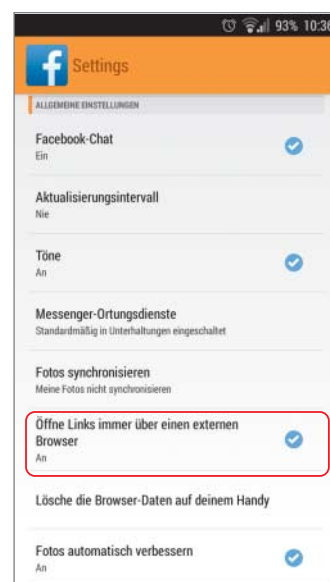 93% 10:36
Settings
ALLGEMEINE EINSTELLUNGEN
Facebook-Chat
Ein
Aktualisierungsintervall
Nie
Töne
An
Messenger-Ortungsdienste
Standardmäßig in Unterhaltungen eingeschaltet
Fotos synchronisieren
Meine Fotos nicht synchronisieren
Öffne Links immer über einen externen
Browser
An
Lösche die Browser-Daten auf deinem Handy
Fotos automatisch verbessern
An